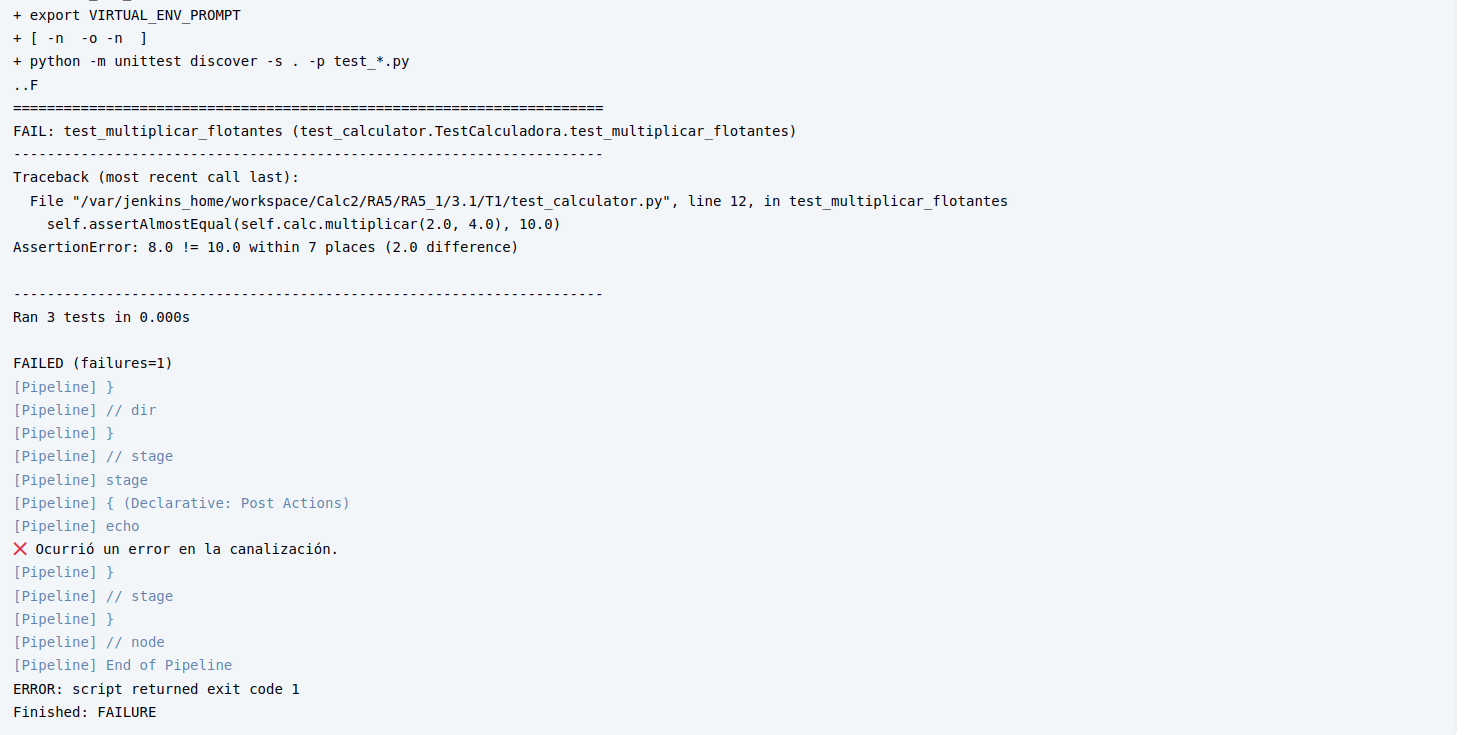 + export VIRTUAL_ENV_PROMPT
+ [ -n  -o -n  ]
+ python -m unittest discover -s . -p test_*.py
..F
======================================================================
FAIL: test_multiplicar_flotantes (test_calculator.TestCalculadora.test_multiplicar_flotantes)
----------------------------------------------------------------------
Traceback (most recent call last):
  File "/var/jenkins_home/workspace/Calc2/RA5/RA5_1/3.1/T1/test_calculator.py", line 12, in test_multiplicar_flotantes
    self.assertAlmostEqual(self.calc.multiplicar(2.0, 4.0), 10.0)
AssertionError: 8.0 != 10.0 within 7 places (2.0 difference)

----------------------------------------------------------------------
Ran 3 tests in 0.000s

FAILED (failures=1)
[Pipeline] }
[Pipeline] // dir
[Pipeline] }
[Pipeline] // stage
[Pipeline] stage
[Pipeline] { (Declarative: Post Actions)
[Pipeline] echo
❌ Ocurrió un error en la canalización.
[Pipeline] }
[Pipeline] // stage
[Pipeline] }
[Pipeline] // node
[Pipeline] End of Pipeline
ERROR: script returned exit code 1
Finished: FAILURE